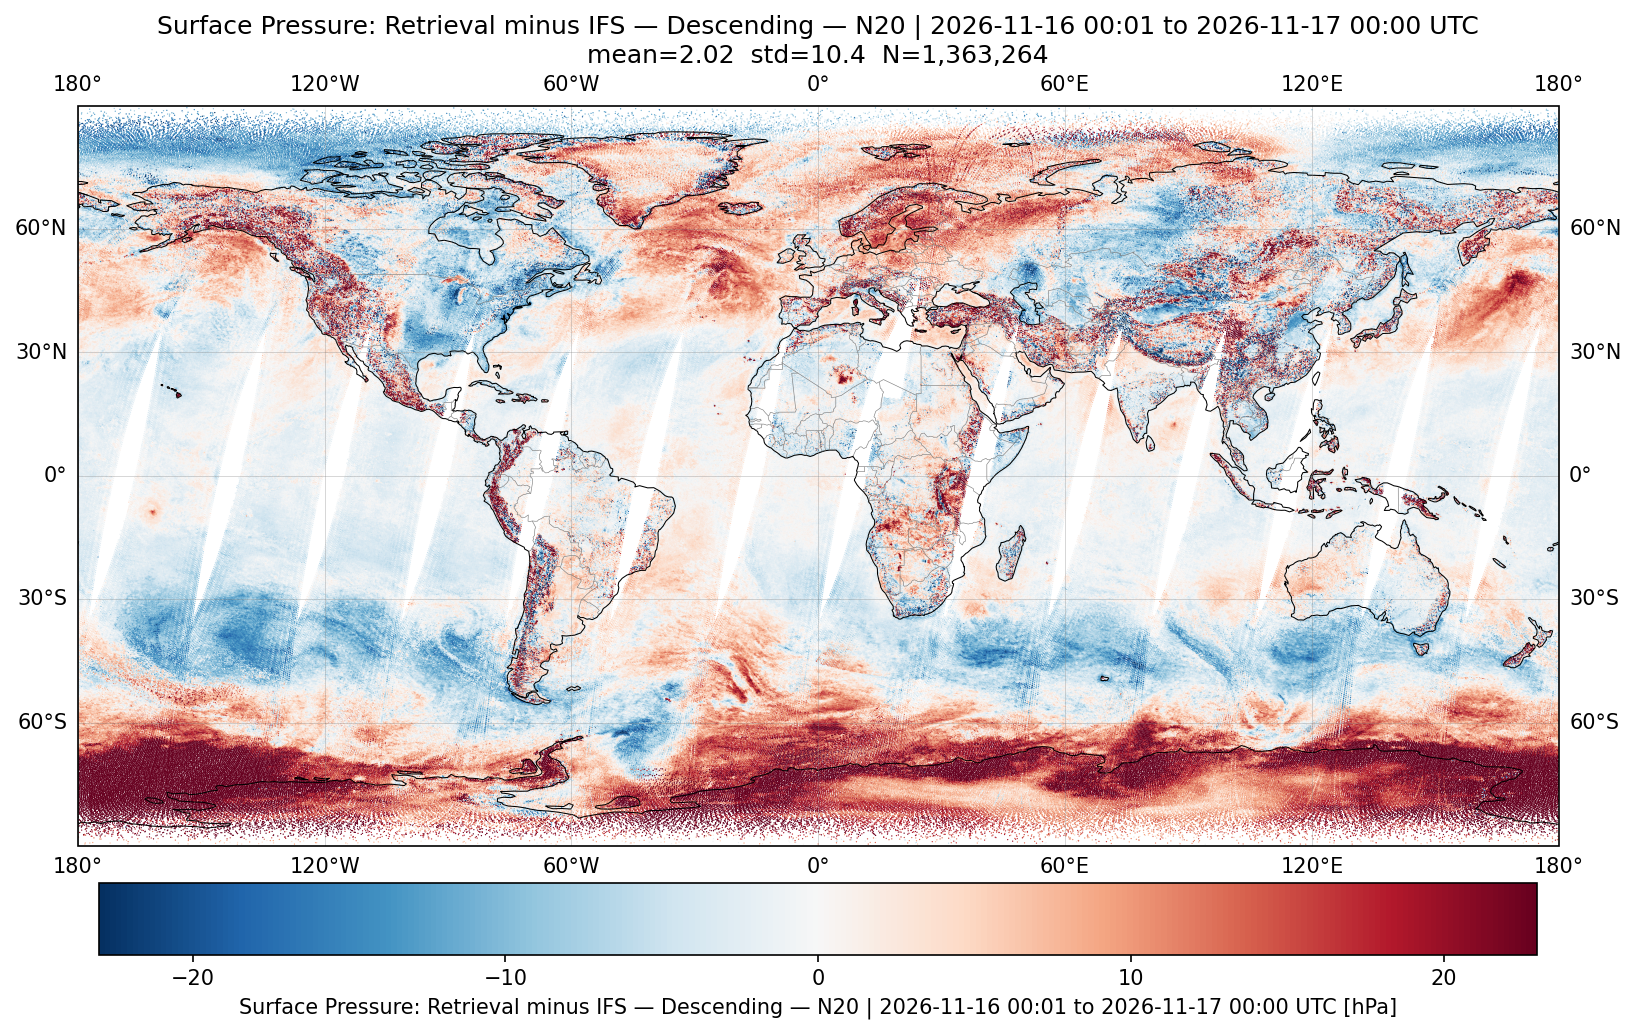 Surface Pressure: Retrieval minus IFS — Descending — N20 | 2026-11-16 00:01 to 2026-11-17 00:00 UTC
mean=2.02  std=10.4  N=1,363,264
180° 120°W 60°W 0° 60°E 120°E 180°
60°N 60°N
30°N 30°N
0° 0°
30°S 30°S
60°S 60°S
180° 120°W 60°W 0° 60°E 120°E 180°
−20 −10 0 10 20
Surface Pressure: Retrieval minus IFS — Descending — N20 | 2026-11-16 00:01 to 2026-11-17 00:00 UTC [hPa]